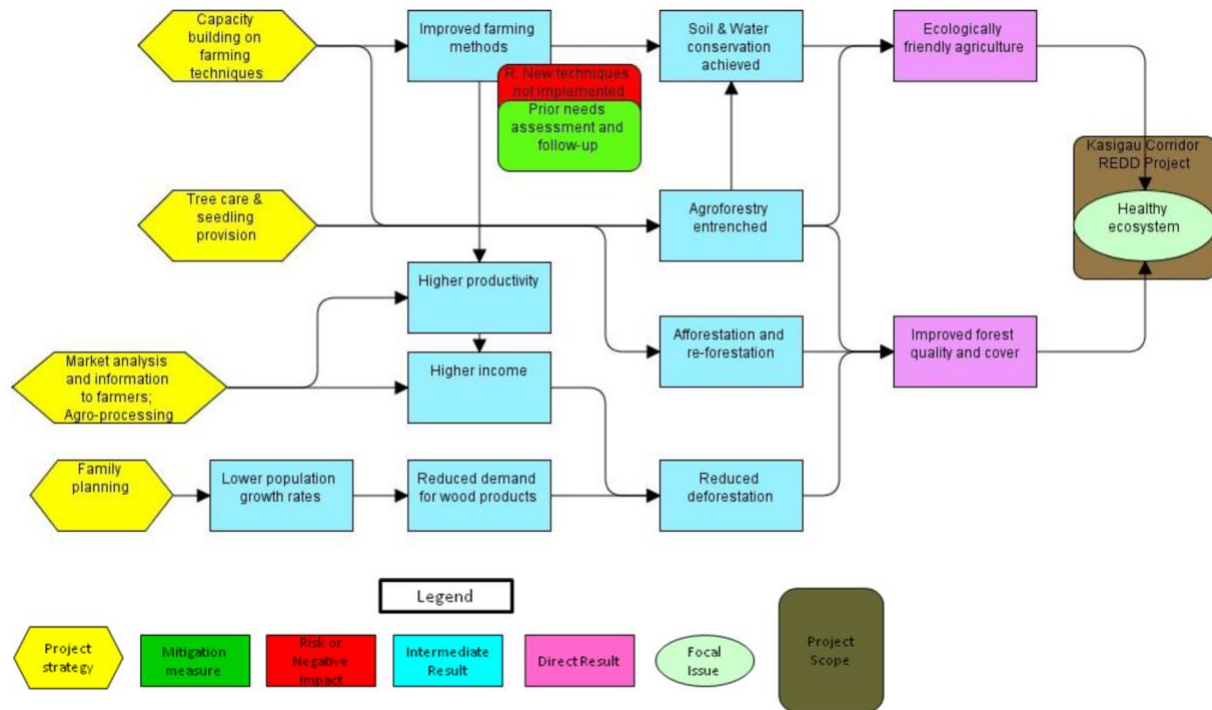 Capacity
building on
farming
techniques
Improved farming
methods
Soil & Water
conservation
achieved
Ecologically
friendly agriculture
R: New techniques
not implemented
Prior needs
assessment and
follow-up
Kasigau Corridor
REDD Project
Healthy
ecosystem
Tree care &
seedling
provision
Agroforestry
entrenched
Higher productivity
Afforestation and
re-forestation
Improved forest
quality and cover
Market analysis
and information
to farmers;
Agro-processing
Higher income
Family
planning
Lower population
growth rates
Reduced demand
for wood products
Reduced
deforestation
Legend
Project
strategy
Mitigation
measure
Risk or
Negative
Impact
Intermediate
Result
Direct Result
Focal
Issue
Project
Scope